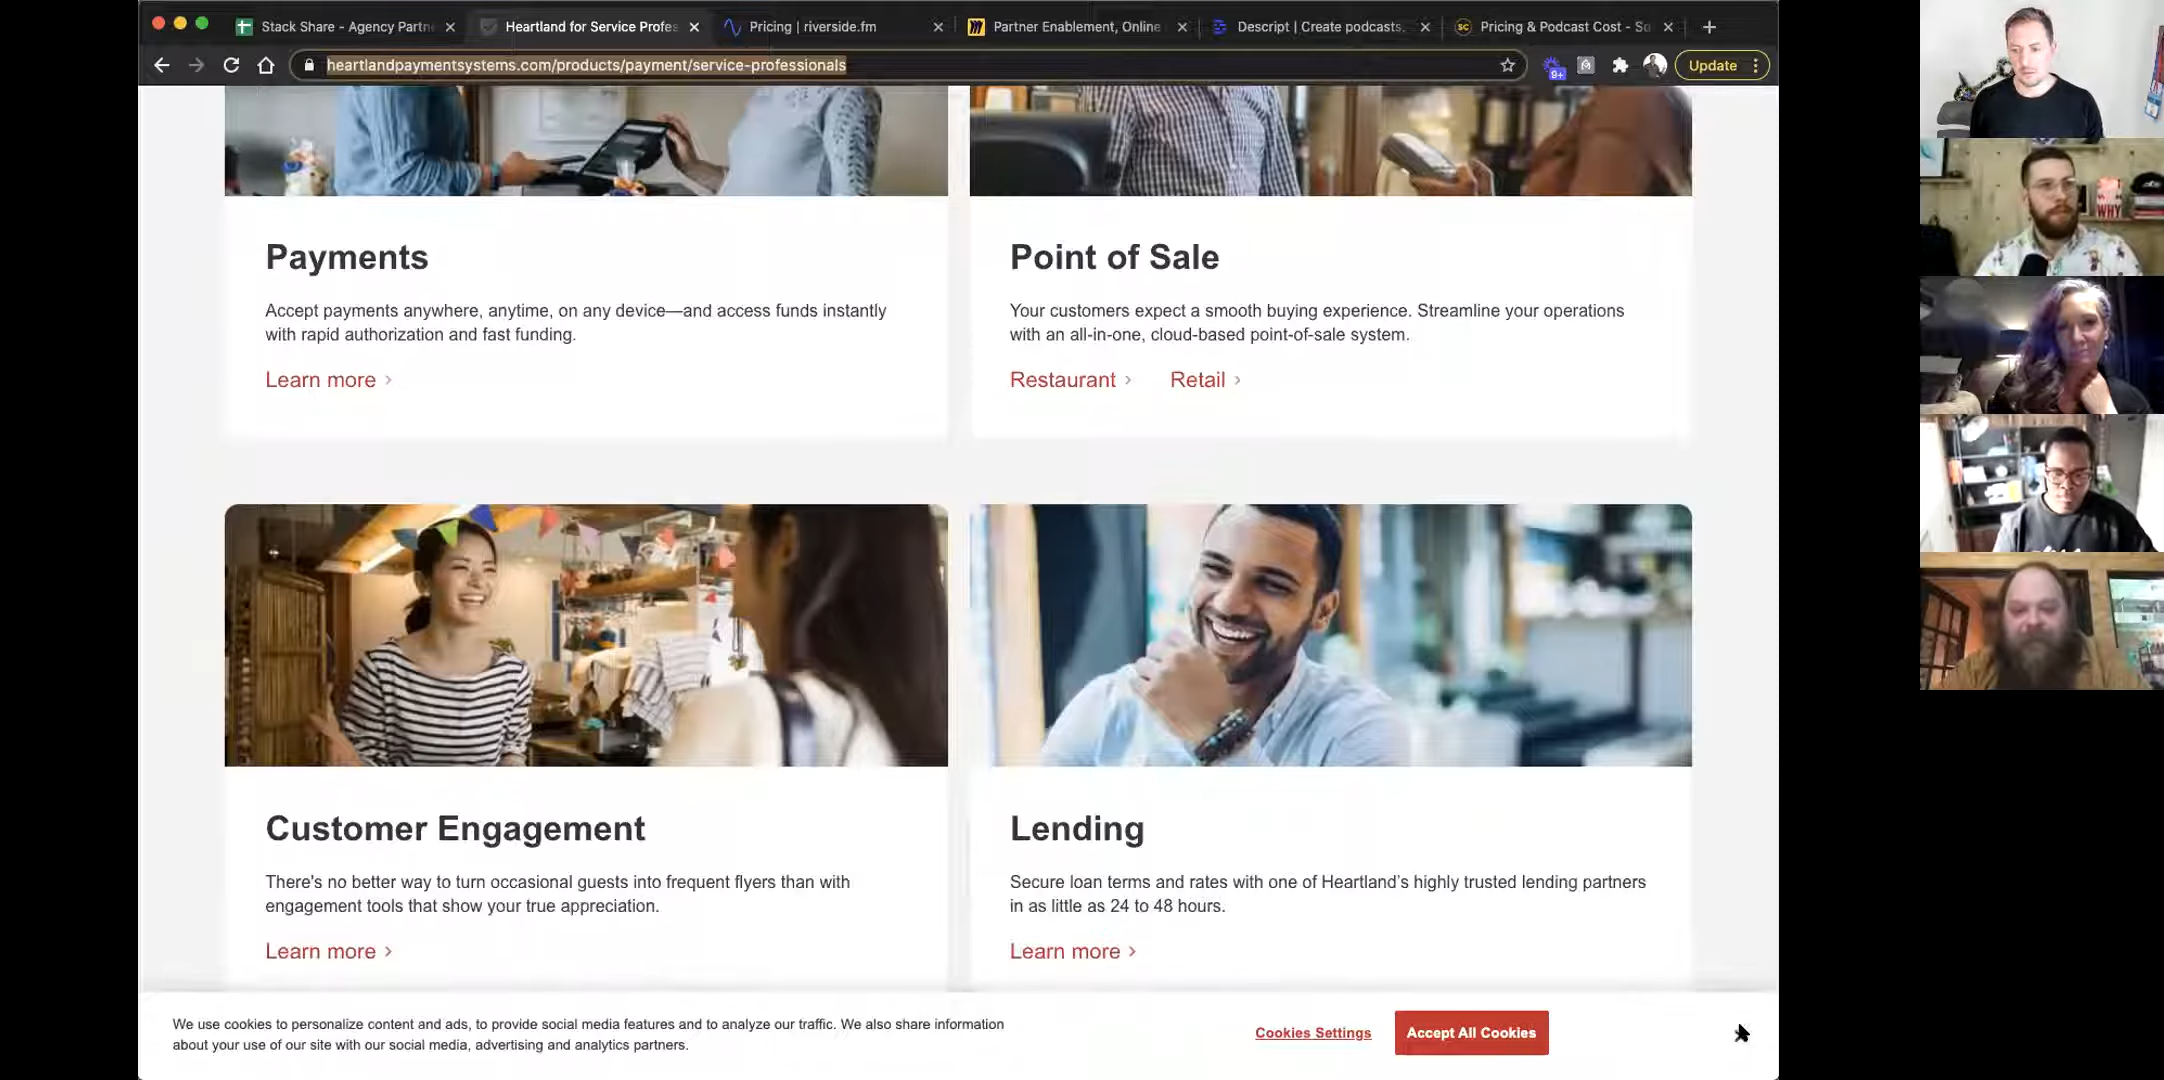 Stack Share - Agency Partn
Heartland for Service Profes
Pricing | riverside.fm
Partner Enablement, Online
Descript | Create podcasts,
Pricing & Podcast Cost - So
heartlandpaymentsystems.com/products/payment/service-professionals
9+
Update
Payments
Accept payments anywhere, anytime, on any device—and access funds instantly
with rapid authorization and fast funding.
Learn more
Point of Sale
Your customers expect a smooth buying experience. Streamline your operations
with an all-in-one, cloud-based point-of-sale system.
Restaurant
Retail
Customer Engagement
There's no better way to turn occasional guests into frequent flyers than with
engagement tools that show your true appreciation.
Learn more
Lending
Secure loan terms and rates with one of Heartland's highly trusted lending partners
in as little as 24 to 48 hours.
Learn more
We use cookies to personalize content and ads, to provide social media features and to analyze our traffic. We also share information
about your use of our site with our social media, advertising and analytics partners.
Cookies Settings
Accept All Cookies
WHY